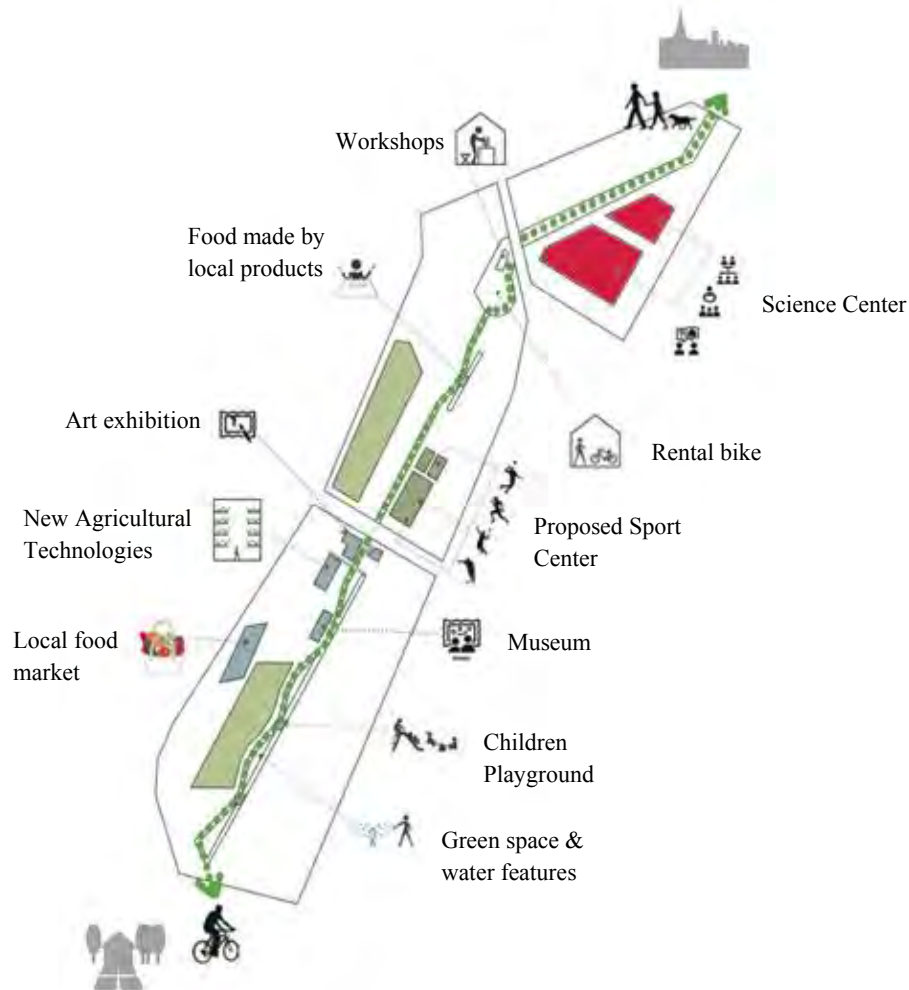 Workshops
Food made by
local products
Science Center
Art exhibition
Rental bike
New Agricultural
Technologies
Proposed Sport
Center
Local food
market
Museum
Children
Playground
Green space &
water features